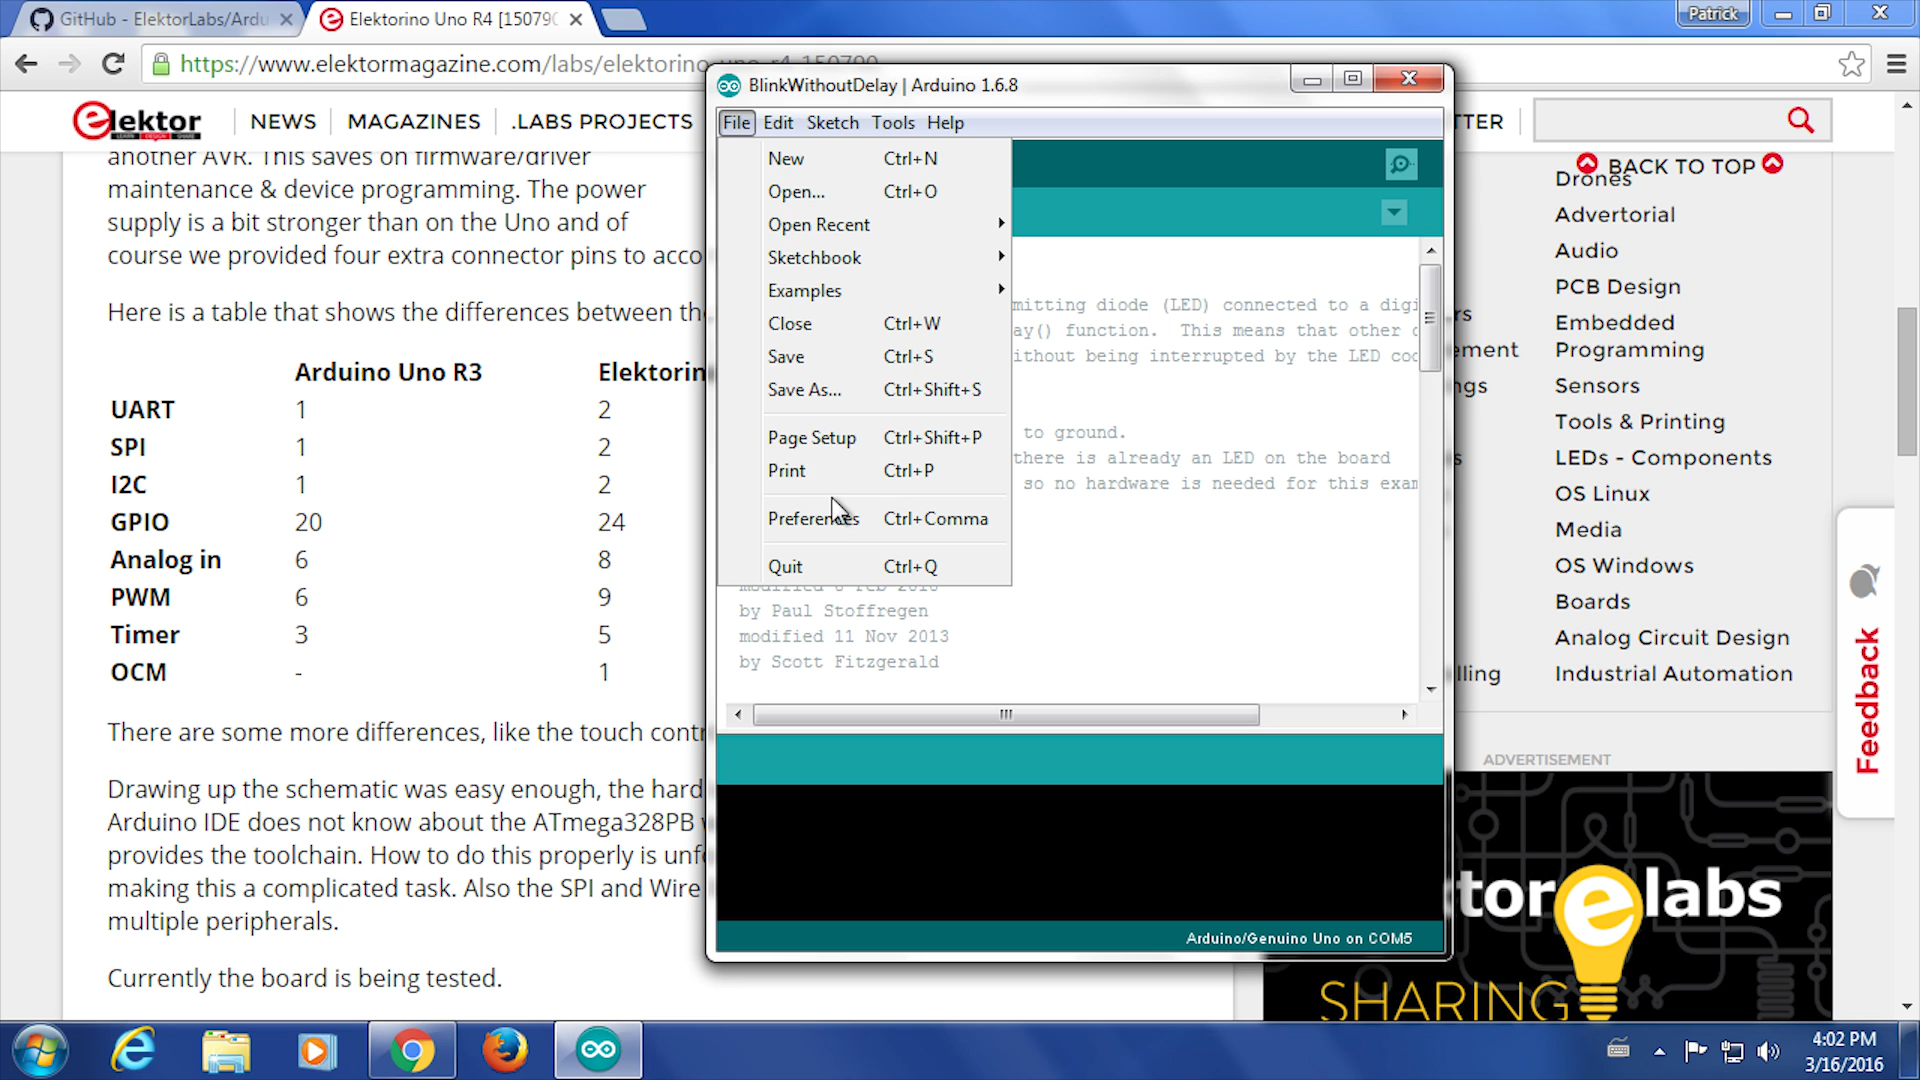 GitHub - ElektorLabs/Ardu
Elektorino Uno R4 [15079
Patrick
https://www.elektormagazine.com/labs/elektorino-uno-r4-150790
elektor
NEWS
MAGAZINES
.LABS PROJECTS
TTER
BACK TO TOP
another AVR. This saves on firmware/driver
maintenance & device programming. The power
supply is a bit stronger than on the Uno and of
course we provided four extra connector pins to acco
Here is a table that shows the differences between the
Arduino Uno R3 Elektorin
UART 1 2
SPI 1 2
I2C 1 2
GPIO 20 24
Analog in 6 8
PWM 6 9
Timer 3 5
OCM - 1
There are some more differences, like the touch contr
Drawing up the schematic was easy enough, the hard
Arduino IDE does not know about the ATmega328PB
provides the toolchain. How to do this properly is unfo
making this a complicated task. Also the SPI and Wire
multiple peripherals.
Currently the board is being tested.
BlinkWithoutDelay | Arduino 1.6.8
File Edit Sketch Tools Help
New Ctrl+N
Open... Ctrl+O
Open Recent
Sketchbook
Examples
Close Ctrl+W
Save Ctrl+S
Save As... Ctrl+Shift+S
Page Setup Ctrl+Shift+P
Print Ctrl+P
Preferences Ctrl+Comma
Quit Ctrl+Q
mitting diode (LED) connected to a digi
ay() function. This means that other c
ithout being interrupted by the LED cod
to ground.
there is already an LED on the board
so no hardware is needed for this exam
by Paul Stoffregen
modified 11 Nov 2013
by Scott Fitzgerald
Arduino/Genuino Uno on COM5
rs
ement
ngs
s
lling
Drones
Advertorial
Audio
PCB Design
Embedded
Programming
Sensors
Tools & Printing
LEDs - Components
OS Linux
Media
OS Windows
Boards
Analog Circuit Design
Industrial Automation
Feedback
ADVERTISEMENT
tor e labs
SHARING
4:02 PM
3/16/2016